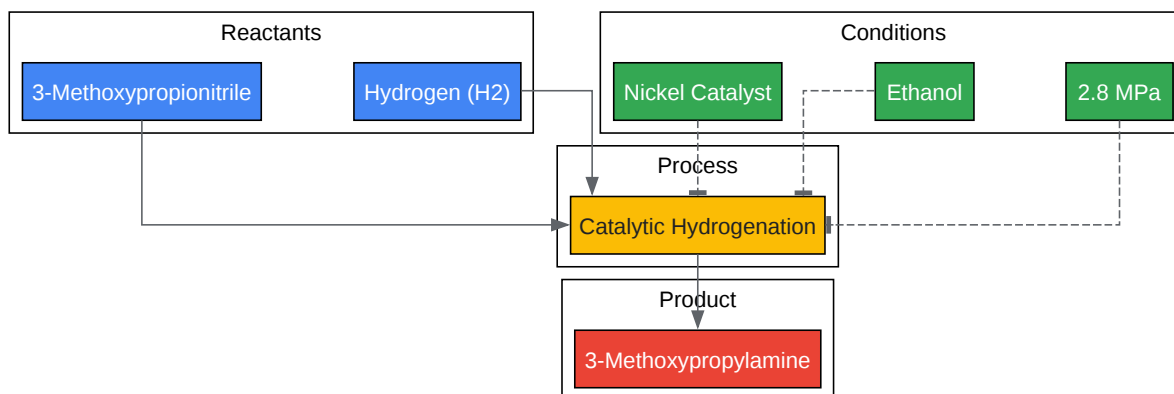 Reactants
Conditions
3-Methoxypropionitrile
Hydrogen (H2)
Nickel Catalyst
Ethanol
2.8 MPa
Process
Catalytic Hydrogenation
Product
3-Methoxypropylamine